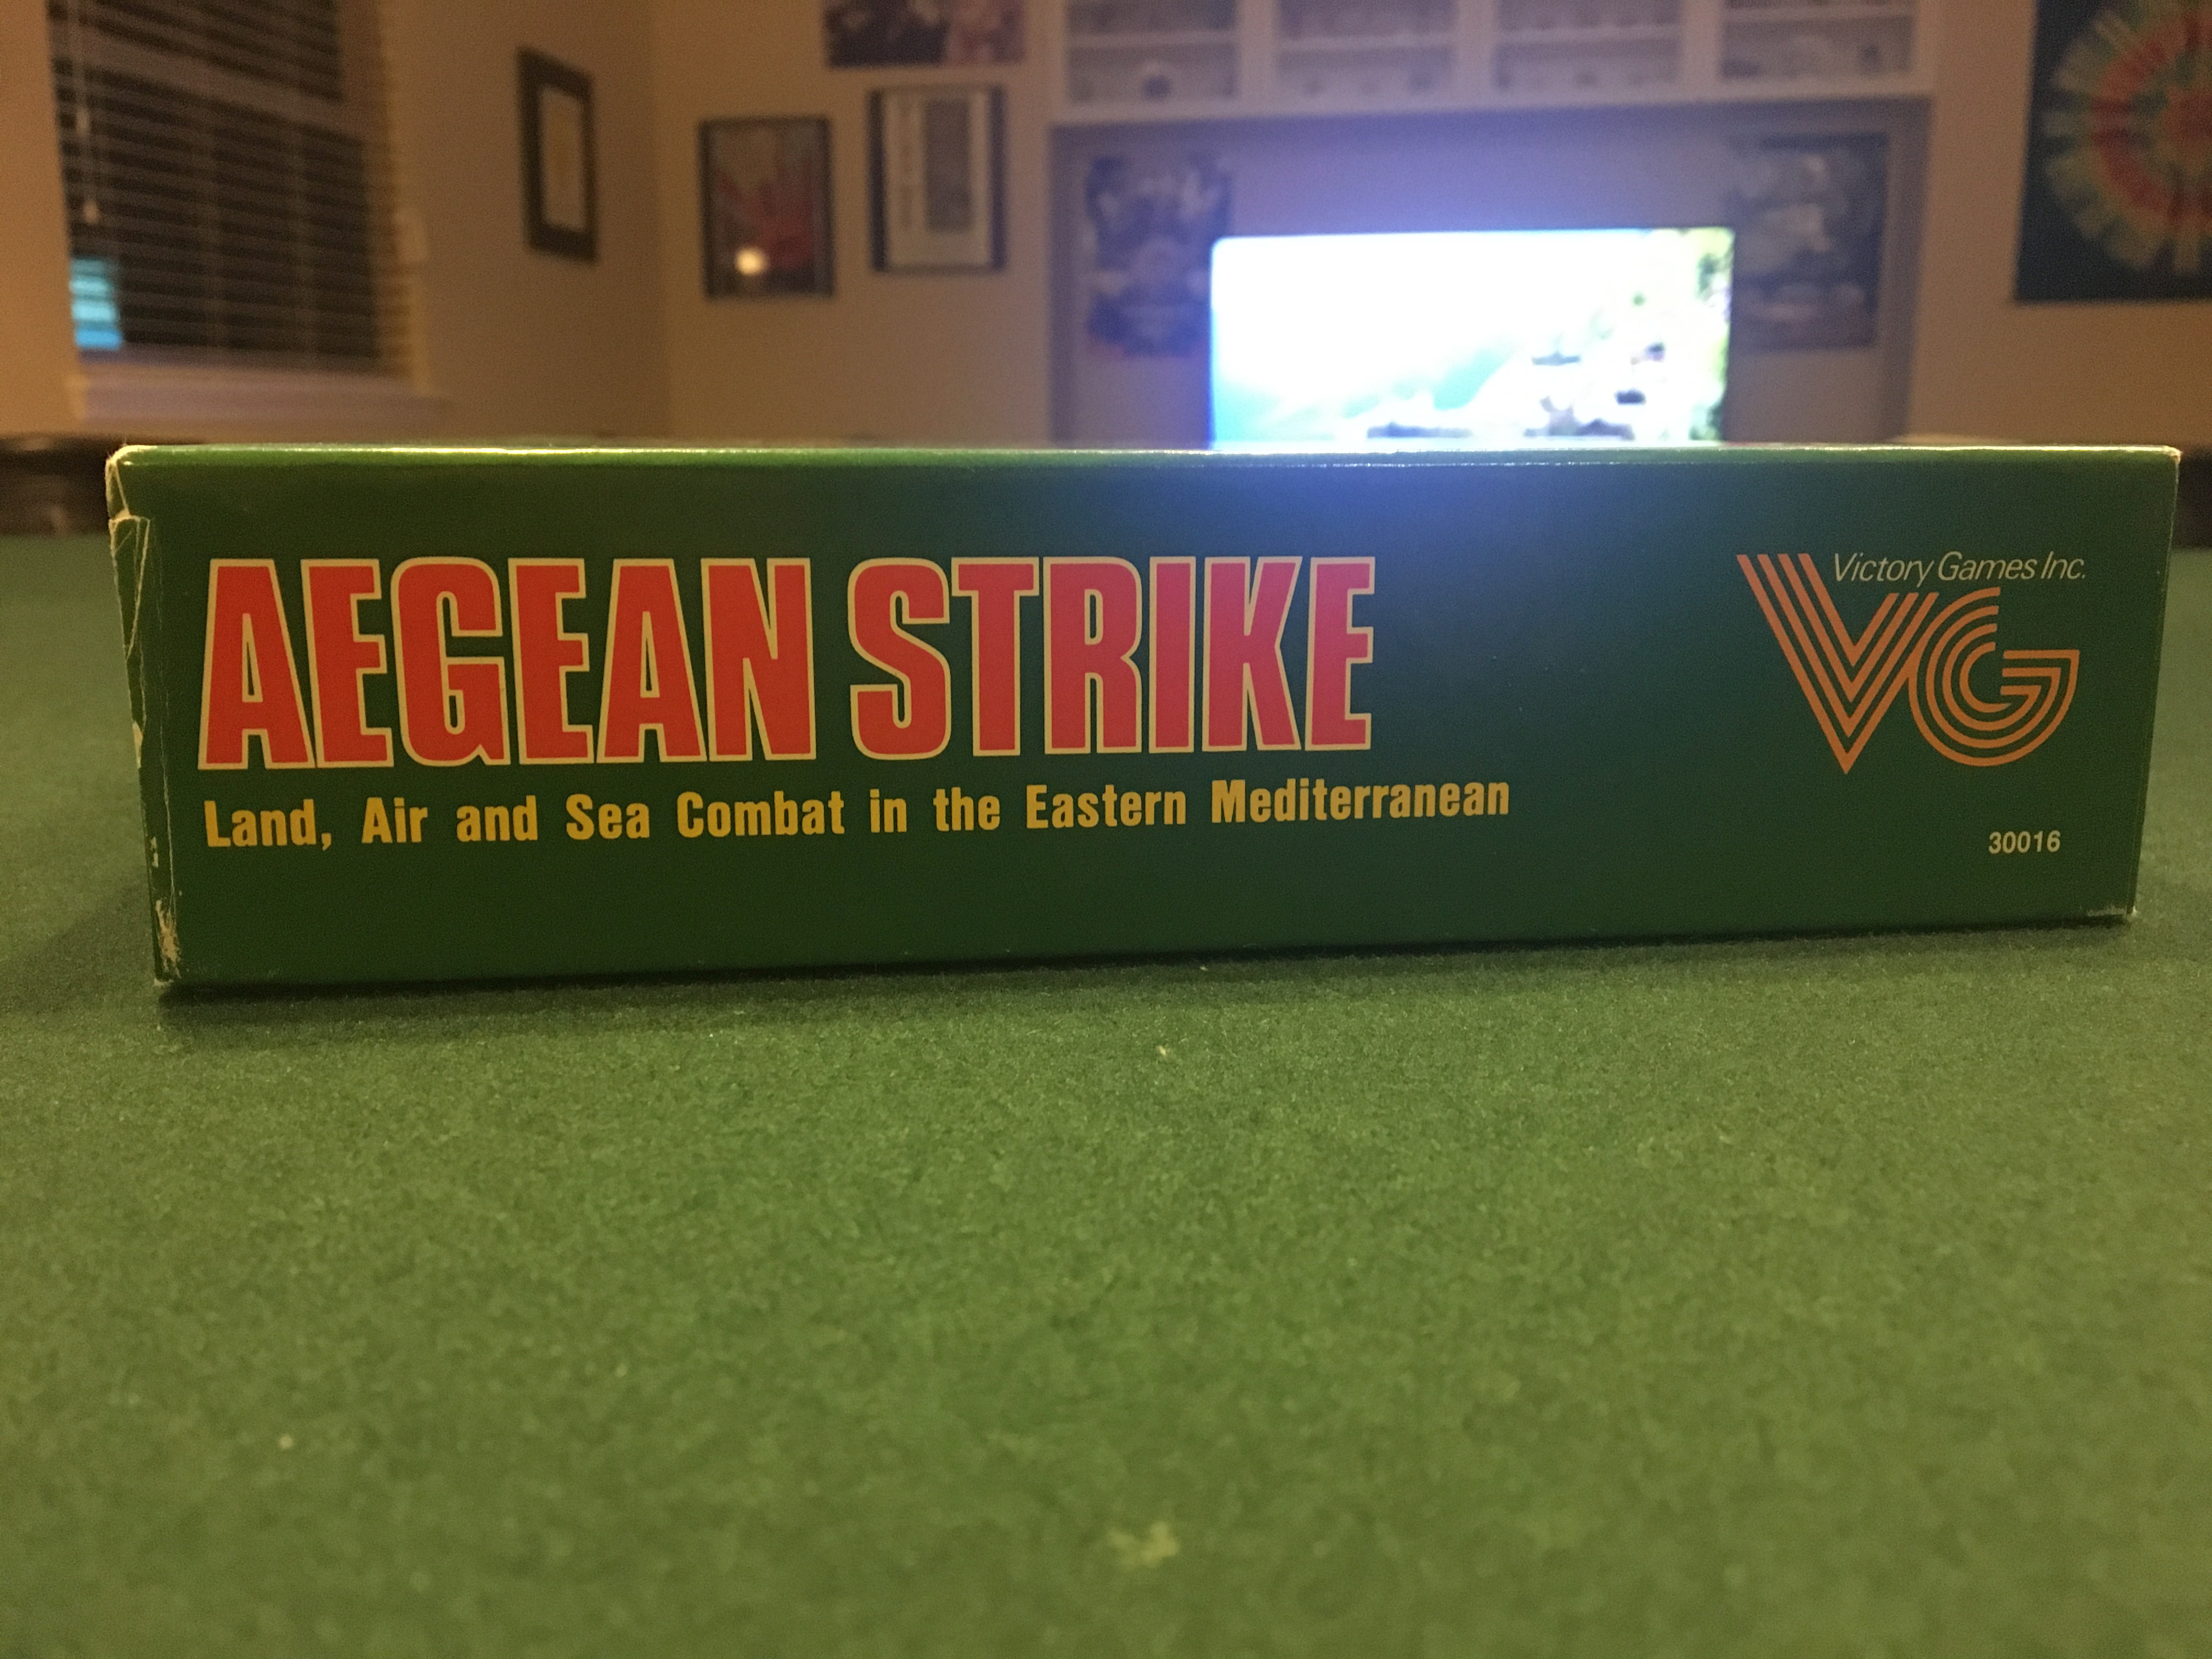 AEGEAN STRIKE
Land, Air and Sea Combat in the Eastern Mediterranean
Victory Games Inc.
VG
30016